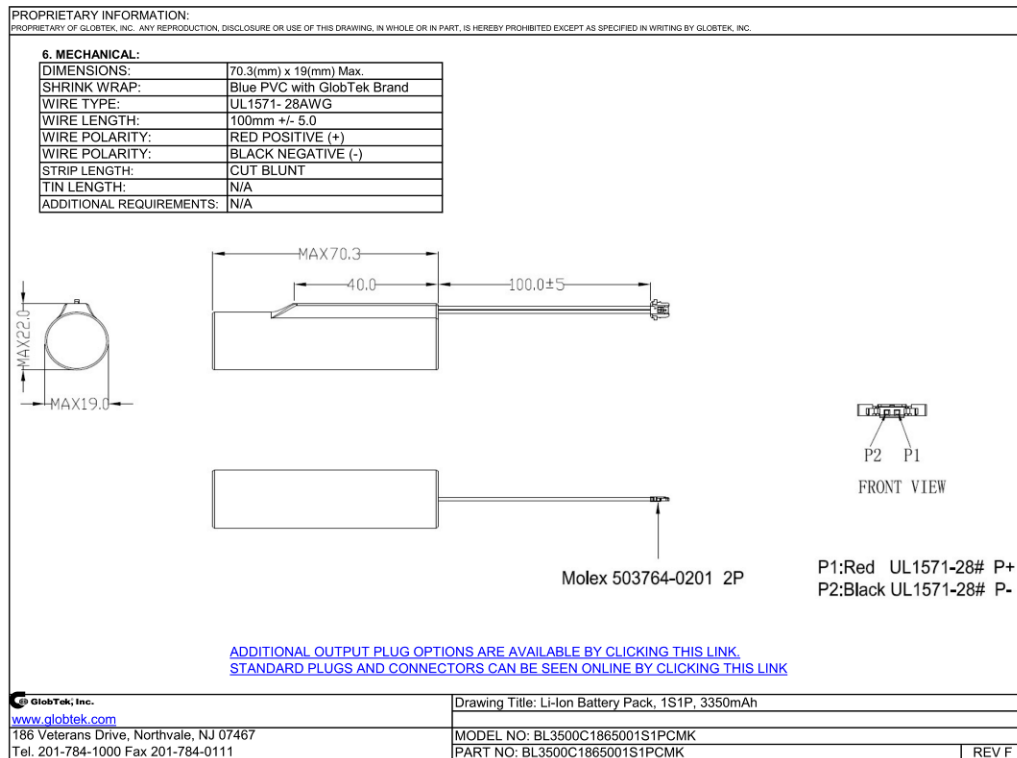 PROPRIETARY INFORMATION:
PROPRIETARY OF GLOBTEK, INC. ANY REPRODUCTION, DISCLOSURE OR USE OF THIS DRAWING, IN WHOLE OR IN PART, IS HEREBY PROHIBITED EXCEPT AS SPECIFIED IN WRITING BY GLOBTEK, INC.
6. MECHANICAL:
DIMENSIONS: 70.3(mm) x 19(mm) Max.
SHRINK WRAP: Blue PVC with GlobTek Brand
WIRE TYPE: UL1571- 28AWG
WIRE LENGTH: 100mm +/- 5.0
WIRE POLARITY: RED POSITIVE (+)
WIRE POLARITY: BLACK NEGATIVE (-)
STRIP LENGTH: CUT BLUNT
TIN LENGTH: N/A
ADDITIONAL REQUIREMENTS: N/A
MAX70.3
40.0 100.0±5
MAX22.0
MAX19.0
P2 P1
FRONT VIEW
Molex 503764-0201 2P
P1:Red UL1571-28# P+
P2:Black UL1571-28# P-
ADDITIONAL OUTPUT PLUG OPTIONS ARE AVAILABLE BY CLICKING THIS LINK.
STANDARD PLUGS AND CONNECTORS CAN BE SEEN ONLINE BY CLICKING THIS LINK
GlobTek, Inc.
www.globtek.com
186 Veterans Drive, Northvale, NJ 07467
Tel. 201-784-1000 Fax 201-784-0111
Drawing Title: Li-Ion Battery Pack, 1S1P, 3350mAh
MODEL NO: BL3500C1865001S1PCMK
PART NO: BL3500C1865001S1PCMK REV F